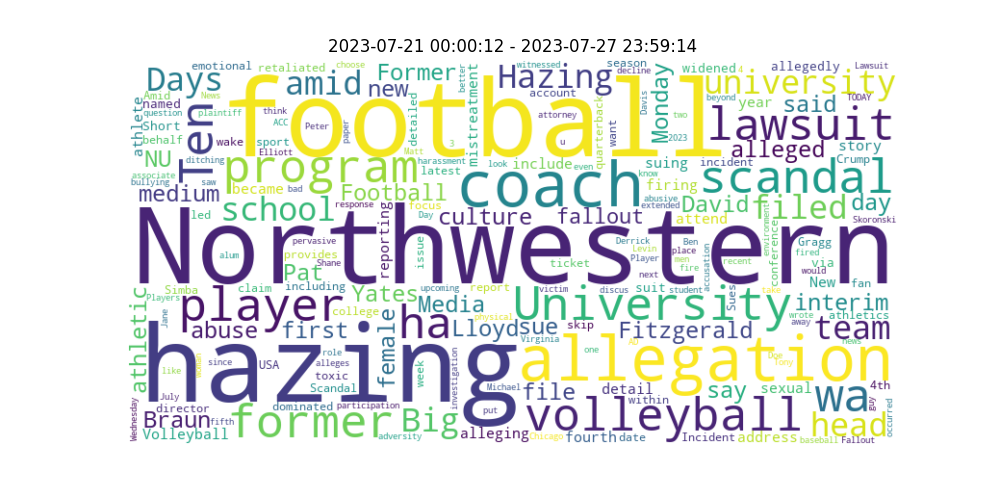 2023-07-21 00:00:12 - 2023-07-27 23:59:14
emotional
retaliated
choose
witnessed
season
widened
allegedly
Lawsuit
Days
amid
Former
better
Hazing
decline
university
Amid
News
new
account
TODAY
named
question
plaintiff
football
Ten
detailed
mistreatment
attorney
quarterback
Davis
Monday
beyond
year
said
athlete
Short
think
ACC
Peter
paper
want
two
2023
lawsuit
behalf
wake
sport
Matt
3
u
alleged
story
NU
ditching
Elliott
program
latest
harassment
look
even
include
suing
incident
Crump
associate
bullying
saw
became
bad
coach
know
firing
scandal
medium
Football
abusive
extended
David
filed
day
led
school
response
focus
Day
culture
fallout
attend
environment
conference
Skoronski
Northwestern
pervasive
reporting
issue
Derrick
Ben
Levin
place
Player
men
fire
accusation
recent
Gragg
fired
via
would
alum
provides
Shane
ticket
next
Pat
claim
including
upcoming
report
victim
discus
suit
student
Sues
New
fan
Simba
Players
player
Yates
college
Media
physical
University
take
interim
wrote
athletics
athletic
Jane
abuse
first
female
ha
Lloyd
sue
skip
Virginia
Fitzgerald
away
news
team
since
role
alleges
hazing
like
woman
USA
toxic
week
investigation
one
AD
Doe
Tony
allegation
July
Scandal
Michael
file
detail
within
say
sexual
wa
4th
guy
director
dominated
participation
put
Wednesday
Braun
fifth
former
Big
volleyball
head
occurred
Volleyball
adversity
alleging
Chicago
fourth
date
Incident
address
baseball
Fallout